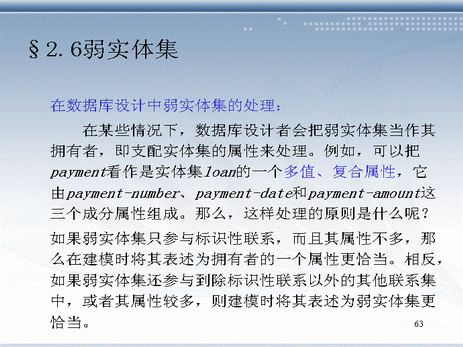 §2.6弱实体集
在数据库设计中弱实体集的处理：
在某些情况下，数据库设计者会把弱实体集当作其
拥有者，即支配实体集的属性来处理。例如，可以把
payment看作是实体集loan的一个多值、复合属性，它
由payment-number、payment-date和payment-amount这
三个成分属性组成。那么，这样处理的原则是什么呢？
如果弱实体集只参与标识性联系，而且其属性不多，那
么在建模时将其表述为拥有者的一个属性更恰当。相反，
如果弱实体集还参与到除标识性联系以外的其他联系集
中，或者其属性较多，则建模时将其表述为弱实体集更
恰当。
63